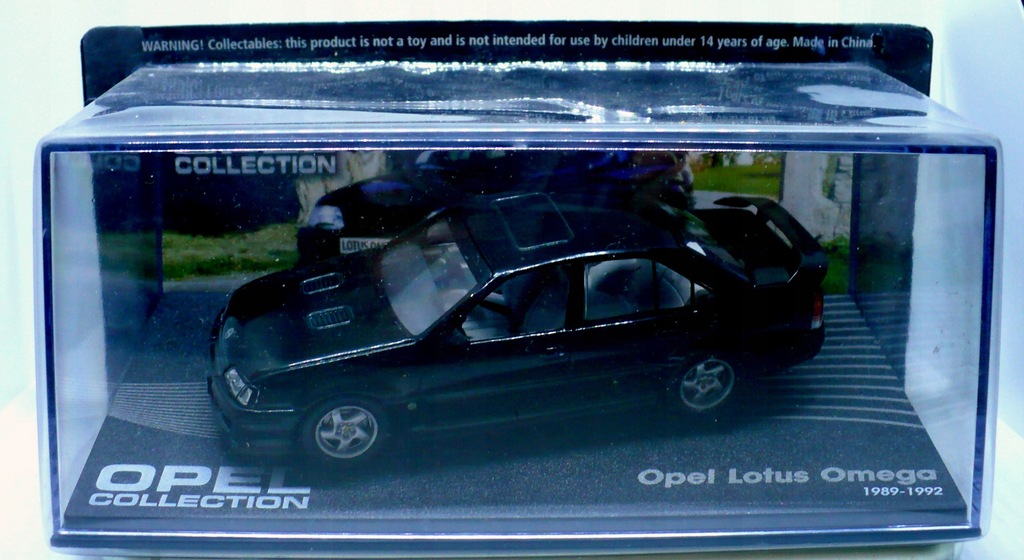 WARNING! Collectables: this product is not a toy and is not intended for use by children under 14 years of age. Made in China.
COLLECTION
OPEL
COLLECTION
Opel Lotus Omega
1989-1992